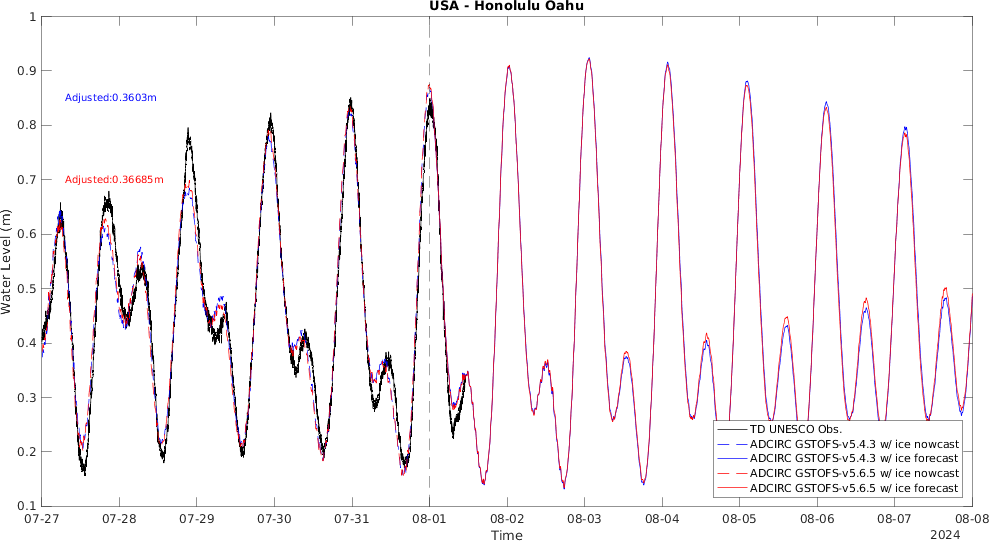 USA - Honolulu Oahu
1
0.9
0.8
0.7
0.6
0.5
0.4
0.3
0.2
0.1
Water Level (m)
Adjusted:0.3603m
Adjusted:0.36685m
TD UNESCO Obs.
ADCIRC GSTOFS-v5.4.3 w/ ice nowcast
ADCIRC GSTOFS-v5.4.3 w/ ice forecast
ADCIRC GSTOFS-v5.6.5 w/ ice nowcast
ADCIRC GSTOFS-v5.6.5 w/ ice forecast
07-27 07-28 07-29 07-30 07-31 08-01 08-02 08-03 08-04 08-05 08-06 08-07 08-08
Time
2024